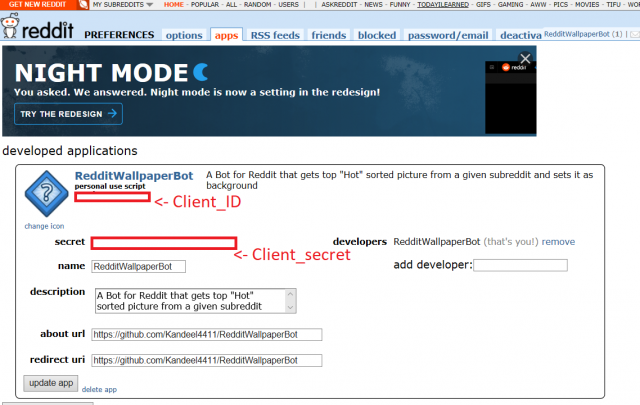 GET NEW REDDIT MY SUBREDDITS HOME - POPULAR - ALL - RANDOM - USERS | ASKREDDIT - NEWS - FUNNY - TODAYILEARNED - GIFS - GAMING - AWW - PICS - MOVIES - TIFU - WO
reddit PREFERENCES options apps RSS feeds friends blocked password/email deactiva RedditWallpaperBot (1) |
NIGHT MODE
You asked. We answered. Night mode is now a setting in the redesign!
TRY THE REDESIGN →
reddit
developed applications
RedditWallpaperBot A Bot for Reddit that gets top "Hot" sorted picture from a given subreddit and sets it as
personal use script background
<- Client_ID
change icon
secret <- Client_secret developers RedditWallpaperBot (that's you!) remove
name RedditWallpaperBot add developer:
description A Bot for Reddit that gets top "Hot"
sorted picture from a given subreddit
about url https://github.com/Kandeel4411/RedditWallpaperBot
redirect uri https://github.com/Kandeel4411/RedditWallpaperBot
update app delete app